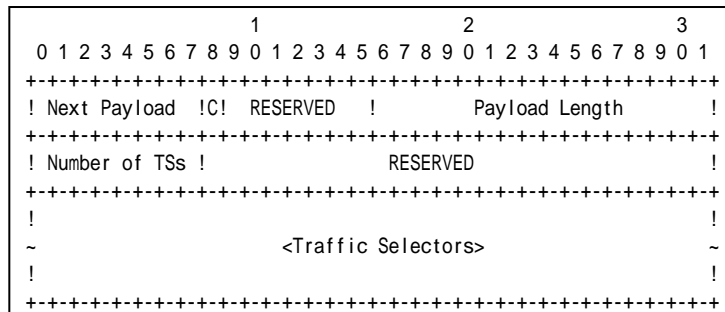 1                   2                   3
 0 1 2 3 4 5 6 7 8 9 0 1 2 3 4 5 6 7 8 9 0 1 2 3 4 5 6 7 8 9 0 1
+-+-+-+-+-+-+-+-+-+-+-+-+-+-+-+-+-+-+-+-+-+-+-+-+-+-+-+-+-+-+-+-+
! Next Payload  !C!  RESERVED   !         Payload Length        !
+-+-+-+-+-+-+-+-+-+-+-+-+-+-+-+-+-+-+-+-+-+-+-+-+-+-+-+-+-+-+-+-+
! Number of TSs !                 RESERVED                      !
+-+-+-+-+-+-+-+-+-+-+-+-+-+-+-+-+-+-+-+-+-+-+-+-+-+-+-+-+-+-+-+-+
!                                                               !
~                       <Traffic Selectors>                     ~
!                                                               !
+-+-+-+-+-+-+-+-+-+-+-+-+-+-+-+-+-+-+-+-+-+-+-+-+-+-+-+-+-+-+-+-+